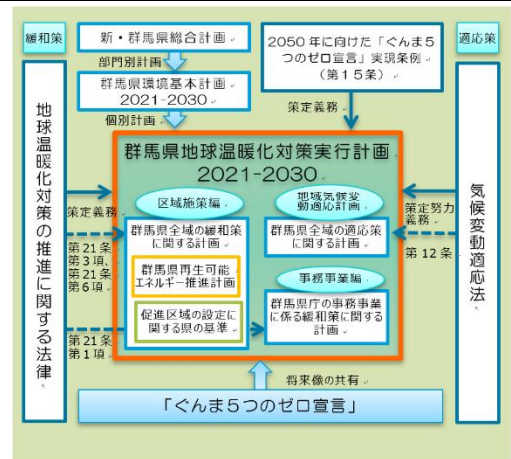 緩和策
新・群馬県総合計画
部門別計画
群馬県環境基本計画
2021-2030
個別計画
2050年に向けた「ぐんま5
つのゼロ宣言」実現条例
(第15条)
策定義務
適応策
地球温暖化対策の推進に関する法律
群馬県地球温暖化対策実行計画
2021-2030
区域施策編
群馬県全域の緩和策
に関する計画
群馬県再生可能
エネルギー推進計画
促進区域の設定に
関する県の基準
地域気候変
動適応計画
群馬県全域の適応策
に関する計画
事務事業編
群馬県庁の事務事業
に係る緩和策に関する
計画
策定義務
第21条
第3項、
第21条
第6項
第21条
第1項
策定努力
義務
第12条
気候変動適応法
将来像の共有
「ぐんま5つのゼロ宣言」